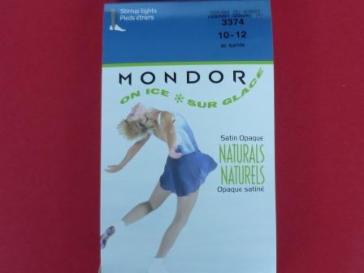 Stirrup tights
Pieds étriers
3374
10-12
MONDOR
ON ICE * SUR GLACE
Satin Opaque
NATURALS
NATURELS
Opaque satiné